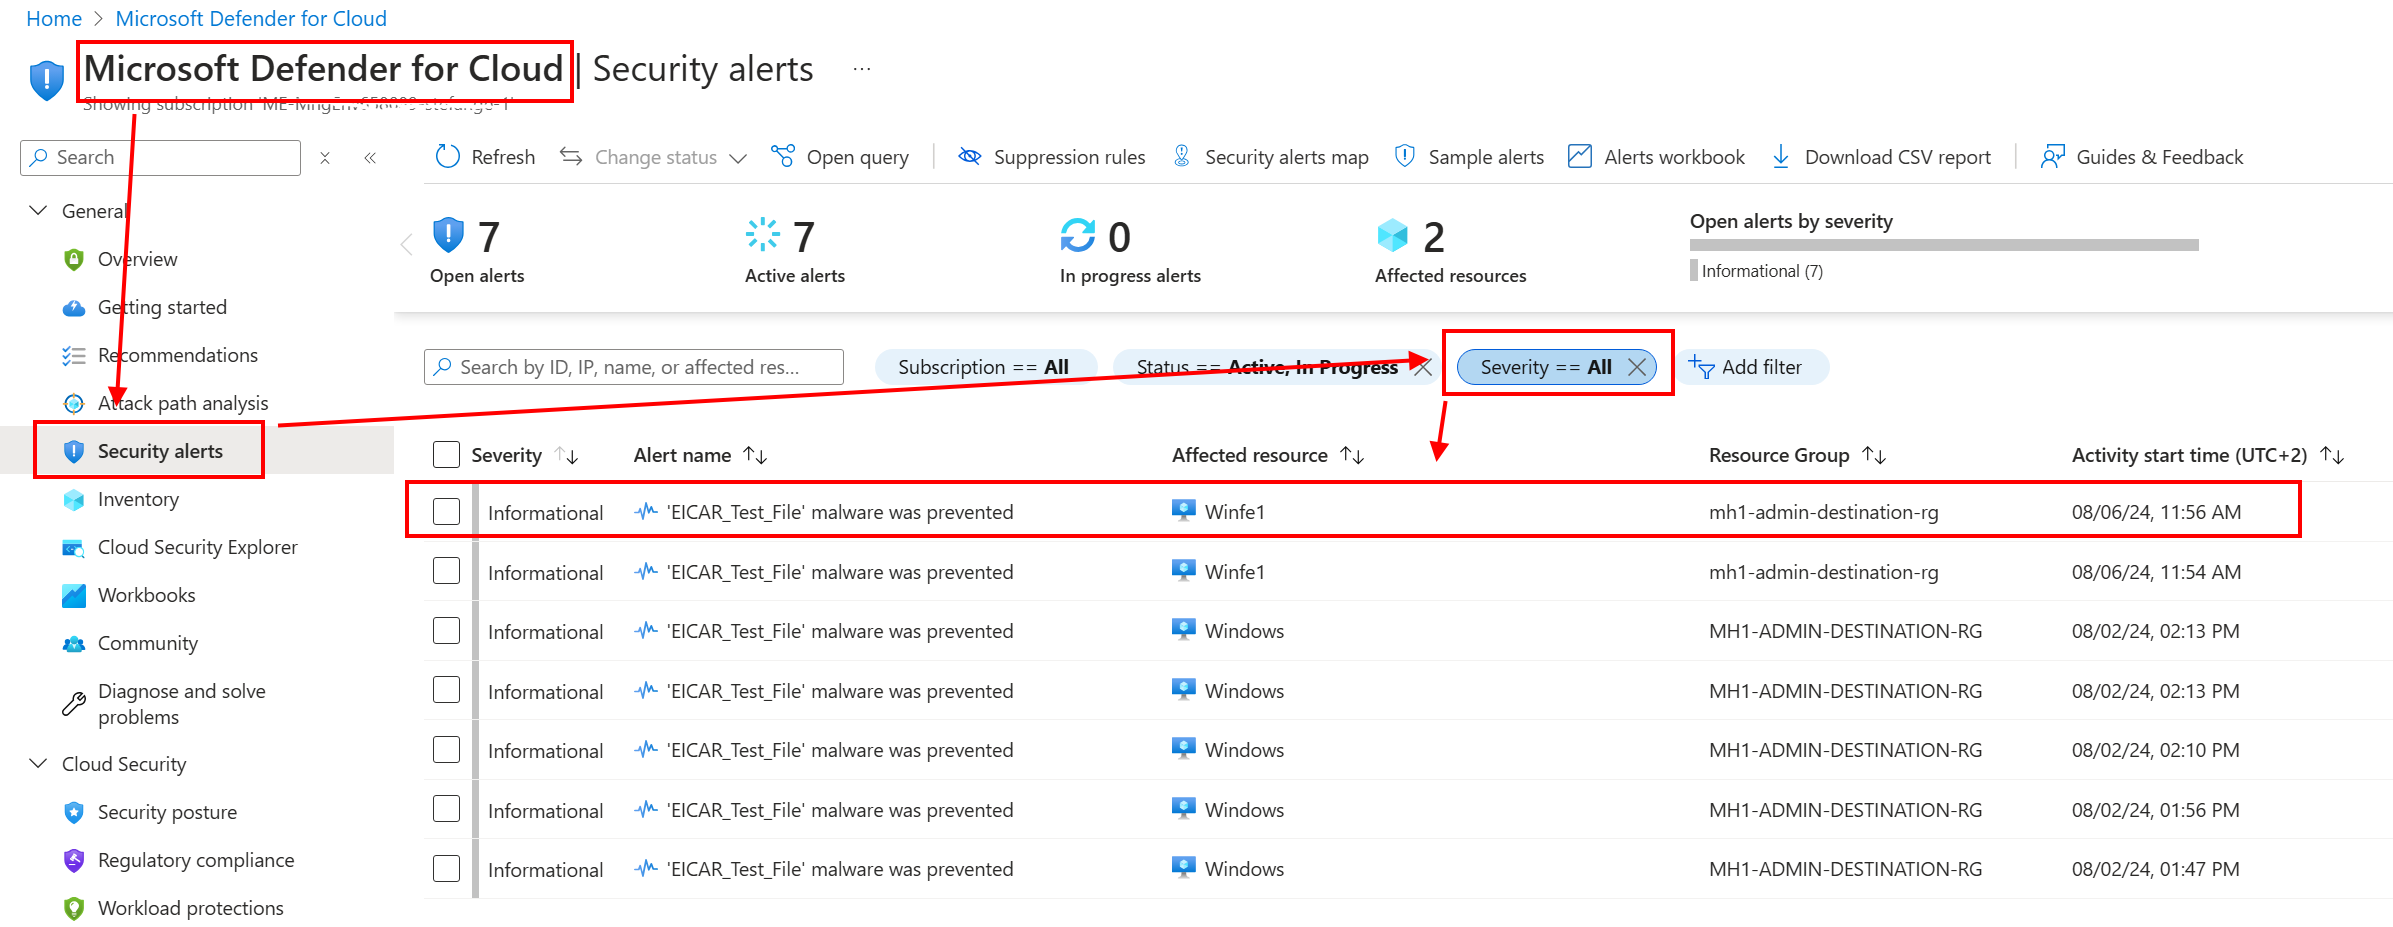 Home > Microsoft Defender for Cloud
Microsoft Defender for Cloud | Security alerts ...
Showing subscription
Search
Refresh Change status Open query Suppression rules Security alerts map Sample alerts Alerts workbook Download CSV report Guides & Feedback
General
Overview
Getting started
Recommendations
Attack path analysis
Security alerts
Inventory
Cloud Security Explorer
Workbooks
Community
Diagnose and solve
problems
Cloud Security
Security posture
Regulatory compliance
Workload protections
7 7 0 2
Open alerts Active alerts In progress alerts Affected resources
Open alerts by severity
Informational (7)
Search by ID, IP, name, or affected res... Subscription == All Status == Active, In Progress Severity == All Add filter
Severity Alert name Affected resource Resource Group Activity start time (UTC+2)
Informational 'EICAR_Test_File' malware was prevented Winfe1 mh1-admin-destination-rg 08/06/24, 11:56 AM
Informational 'EICAR_Test_File' malware was prevented Winfe1 mh1-admin-destination-rg 08/06/24, 11:54 AM
Informational 'EICAR_Test_File' malware was prevented Windows MH1-ADMIN-DESTINATION-RG 08/02/24, 02:13 PM
Informational 'EICAR_Test_File' malware was prevented Windows MH1-ADMIN-DESTINATION-RG 08/02/24, 02:13 PM
Informational 'EICAR_Test_File' malware was prevented Windows MH1-ADMIN-DESTINATION-RG 08/02/24, 02:10 PM
Informational 'EICAR_Test_File' malware was prevented Windows MH1-ADMIN-DESTINATION-RG 08/02/24, 01:56 PM
Informational 'EICAR_Test_File' malware was prevented Windows MH1-ADMIN-DESTINATION-RG 08/02/24, 01:47 PM